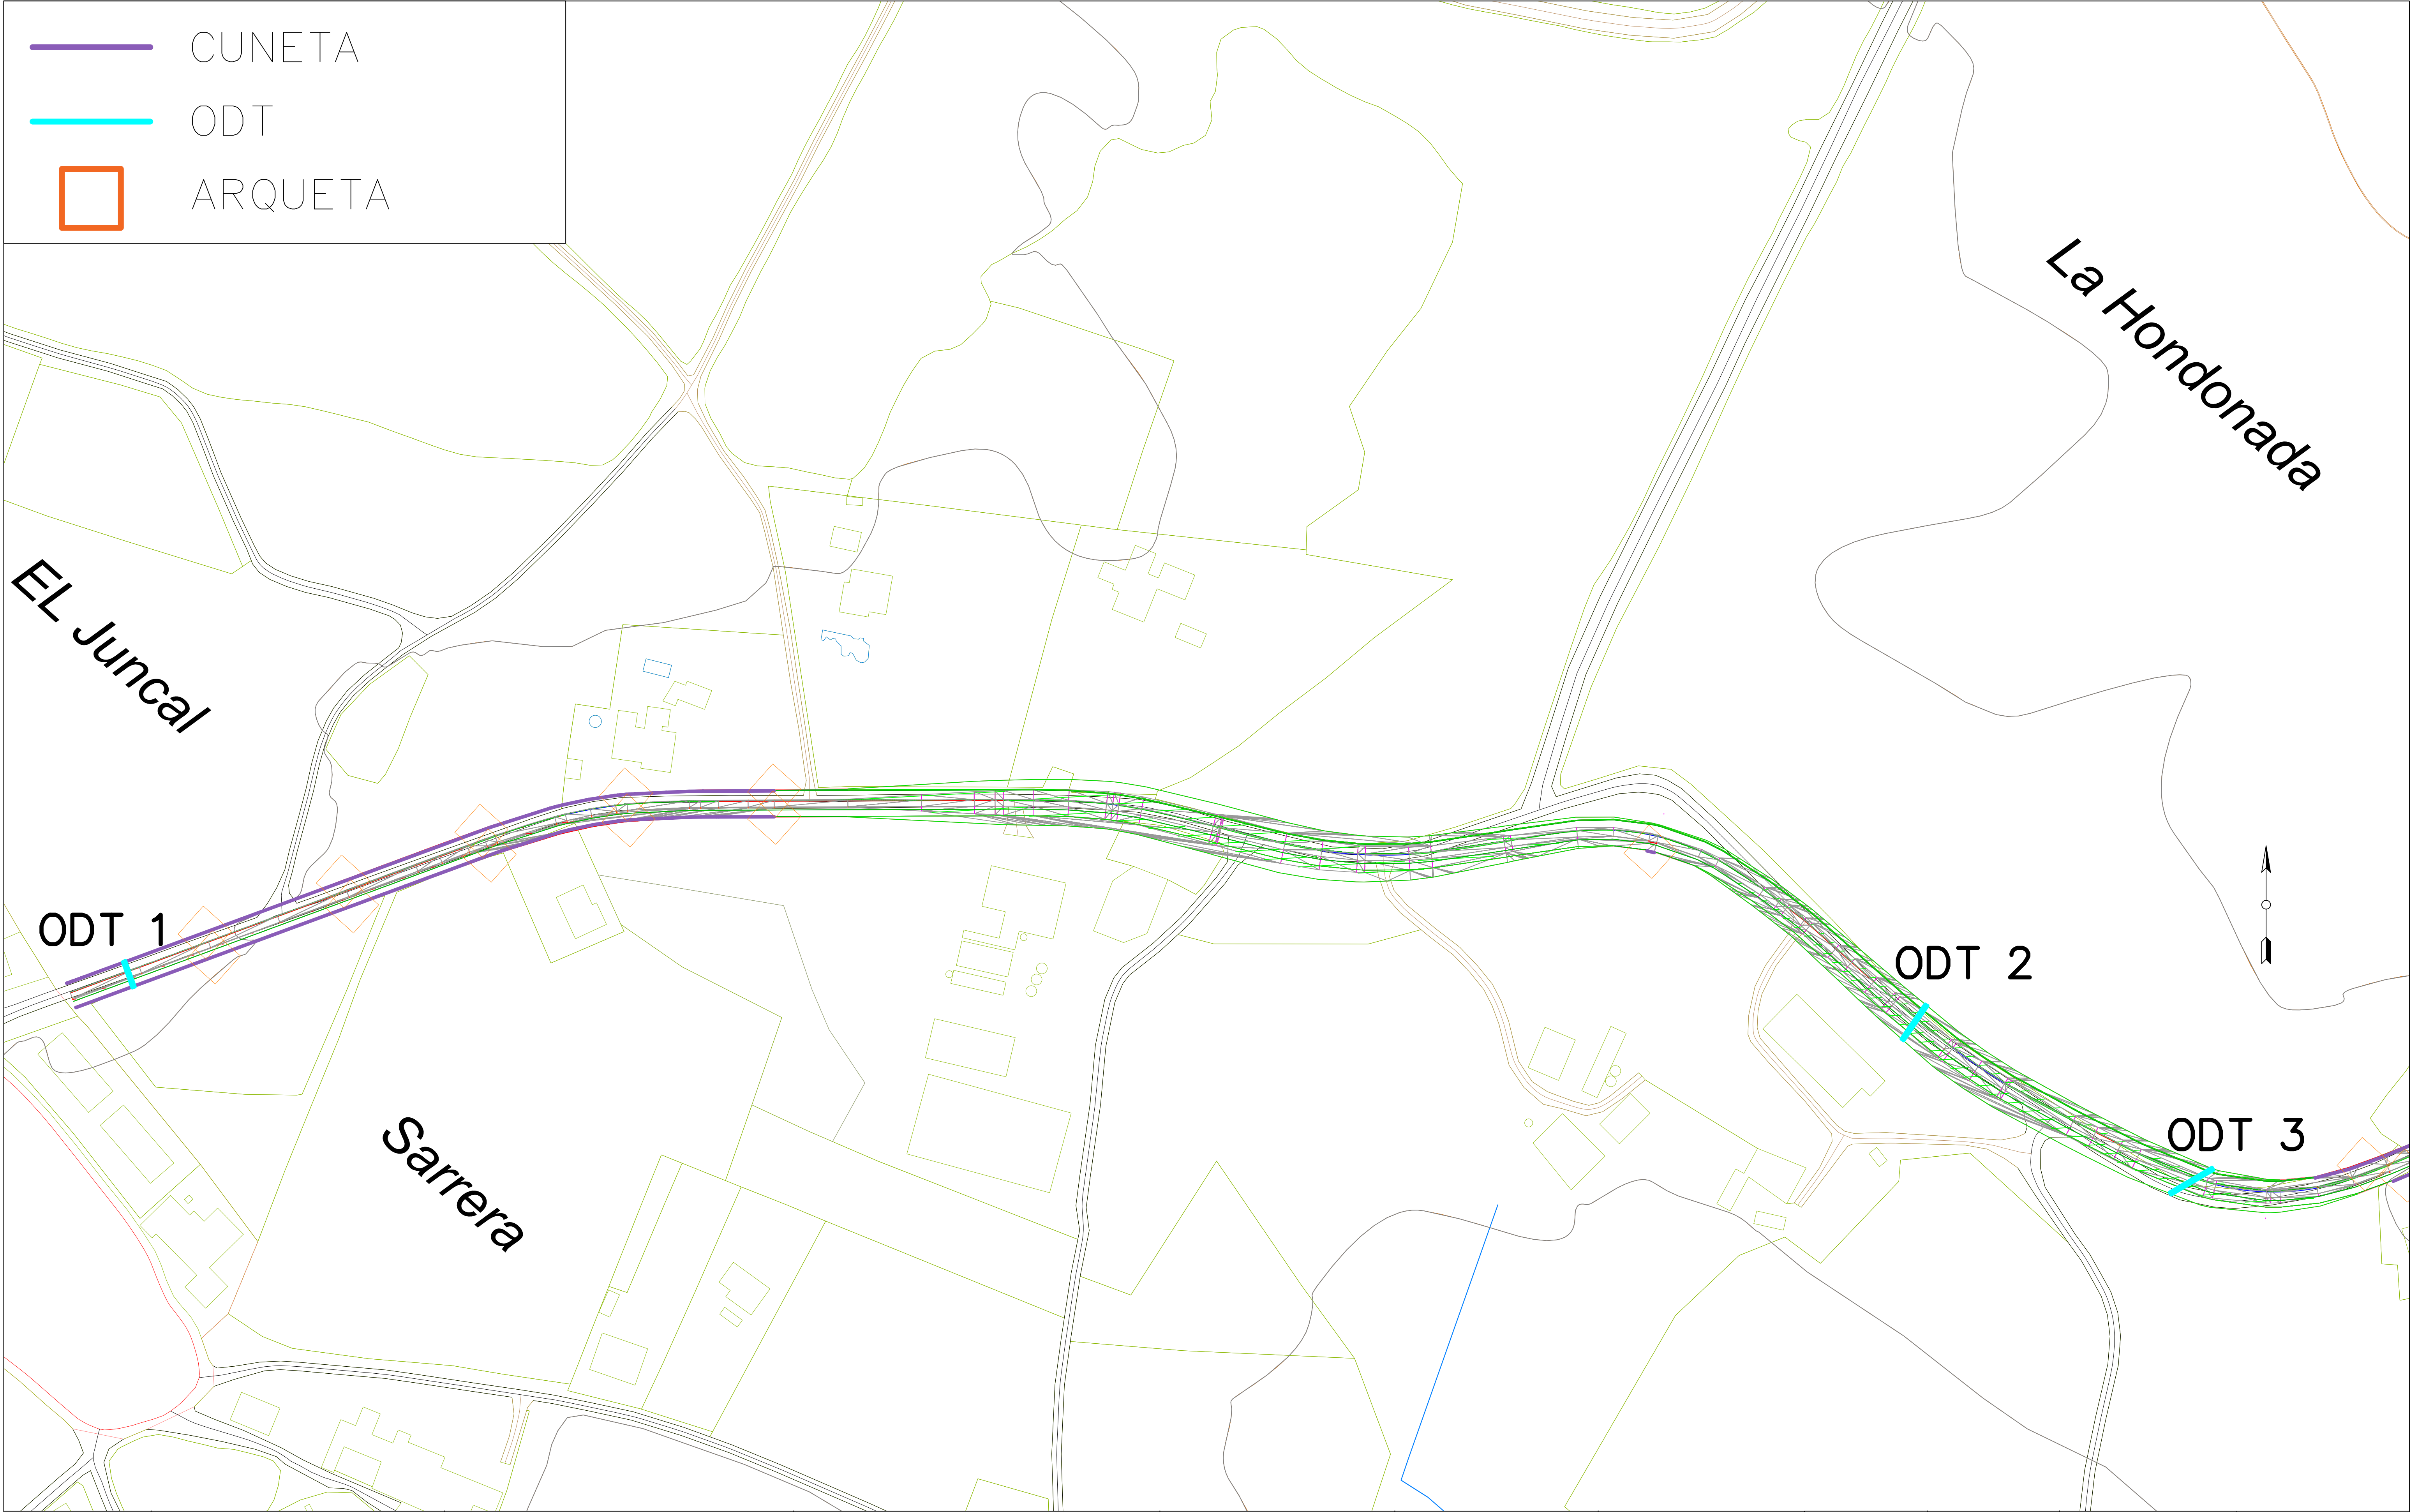 CUNETA
ODT
ARQUETA
La Hondonada
EL Juncal
ODT 1
ODT 2
ODT 3
Sarrera